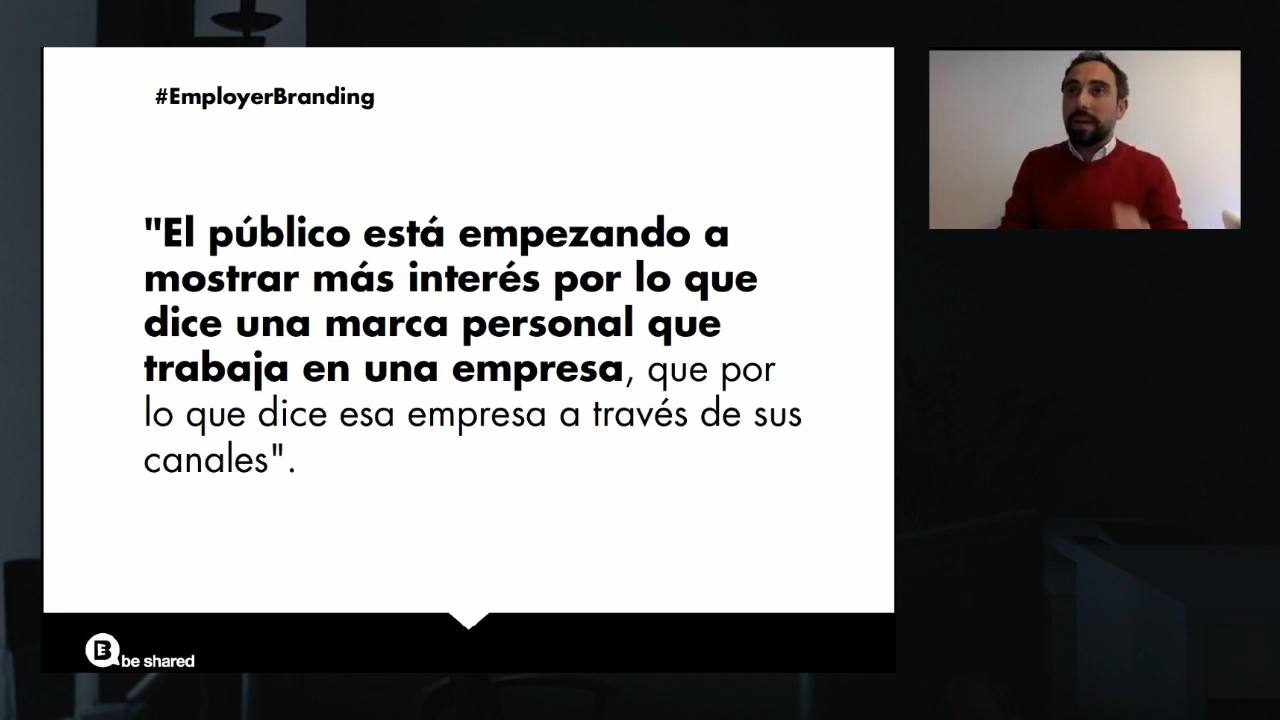 #EmployerBranding
"El público está empezando a
mostrar más interés por lo que
dice una marca personal que
trabaja en una empresa, que por
lo que dice esa empresa a través de sus
canales".
B be shared